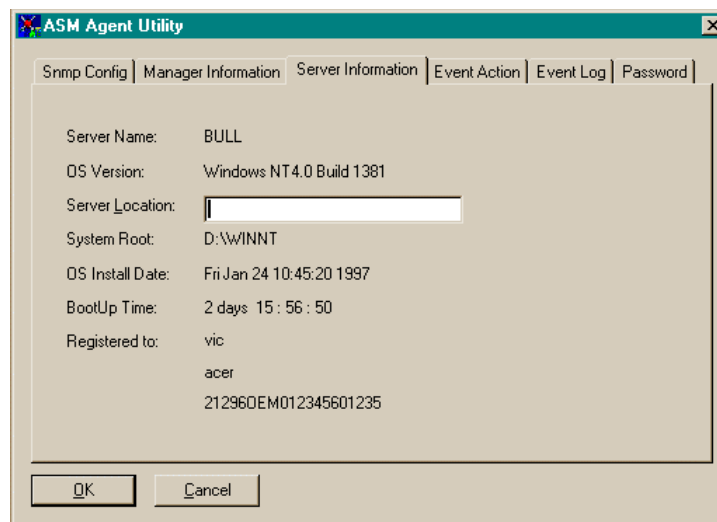 ASM Agent Utility
Snmp Config Manager Information Server Information Event Action Event Log Password
Server Name: BULL
OS Version: Windows NT4.0 Build 1381
Server Location:
System Root: D:\WINNT
OS Install Date: Fri Jan 24 10:45:20 1997
BootUp Time: 2 days 15 : 56 : 50
Registered to: vic
acer
21296OEM012345601235
OK Cancel